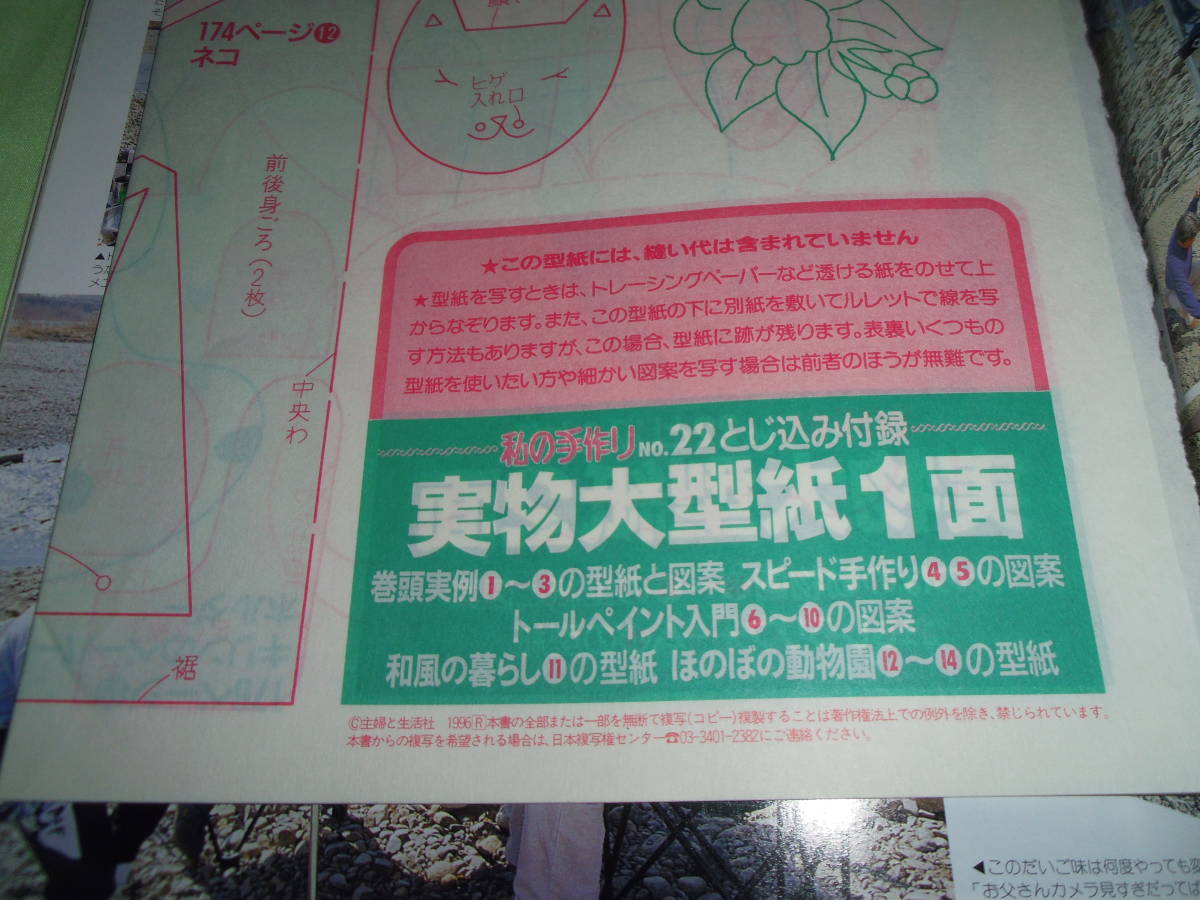 174ページ⑫
ネコ
ヒゲ
入れ口
前後身ごろ（2枚）
中央わ
裾
★この型紙には、縫い代は含まれていません
★型紙を写すときは、トレーシングペーパーなど透ける紙をのせて上
からなぞります。また、この型紙の下に別紙を敷いてルレットで線を写
す方法もありますが、この場合、型紙に跡が残ります。表裏いくつもの
型紙を使いたい方や細かい図案を写す場合は前者のほうが無難です。
私の手作り No.22とじ込み付録
実物大型紙1面
巻頭実例①〜③の型紙と図案 スピード手作り④⑤の図案
トールペイント入門⑥〜⑩の図案
和風の暮らし⑪の型紙 ほのぼの動物園⑫〜⑭の型紙
Ⓒ主婦と生活社 1996 Ⓡ本書の全部または一部を無断で複写（コピー）複製することは著作権法上での例外を除き、禁じられています。
本書からの複写を希望される場合は、日本複写権センター☎03-3401-2382にご連絡ください。
◀このだいご味は何度やっても変
「お父さんカメラ見すぎだってば